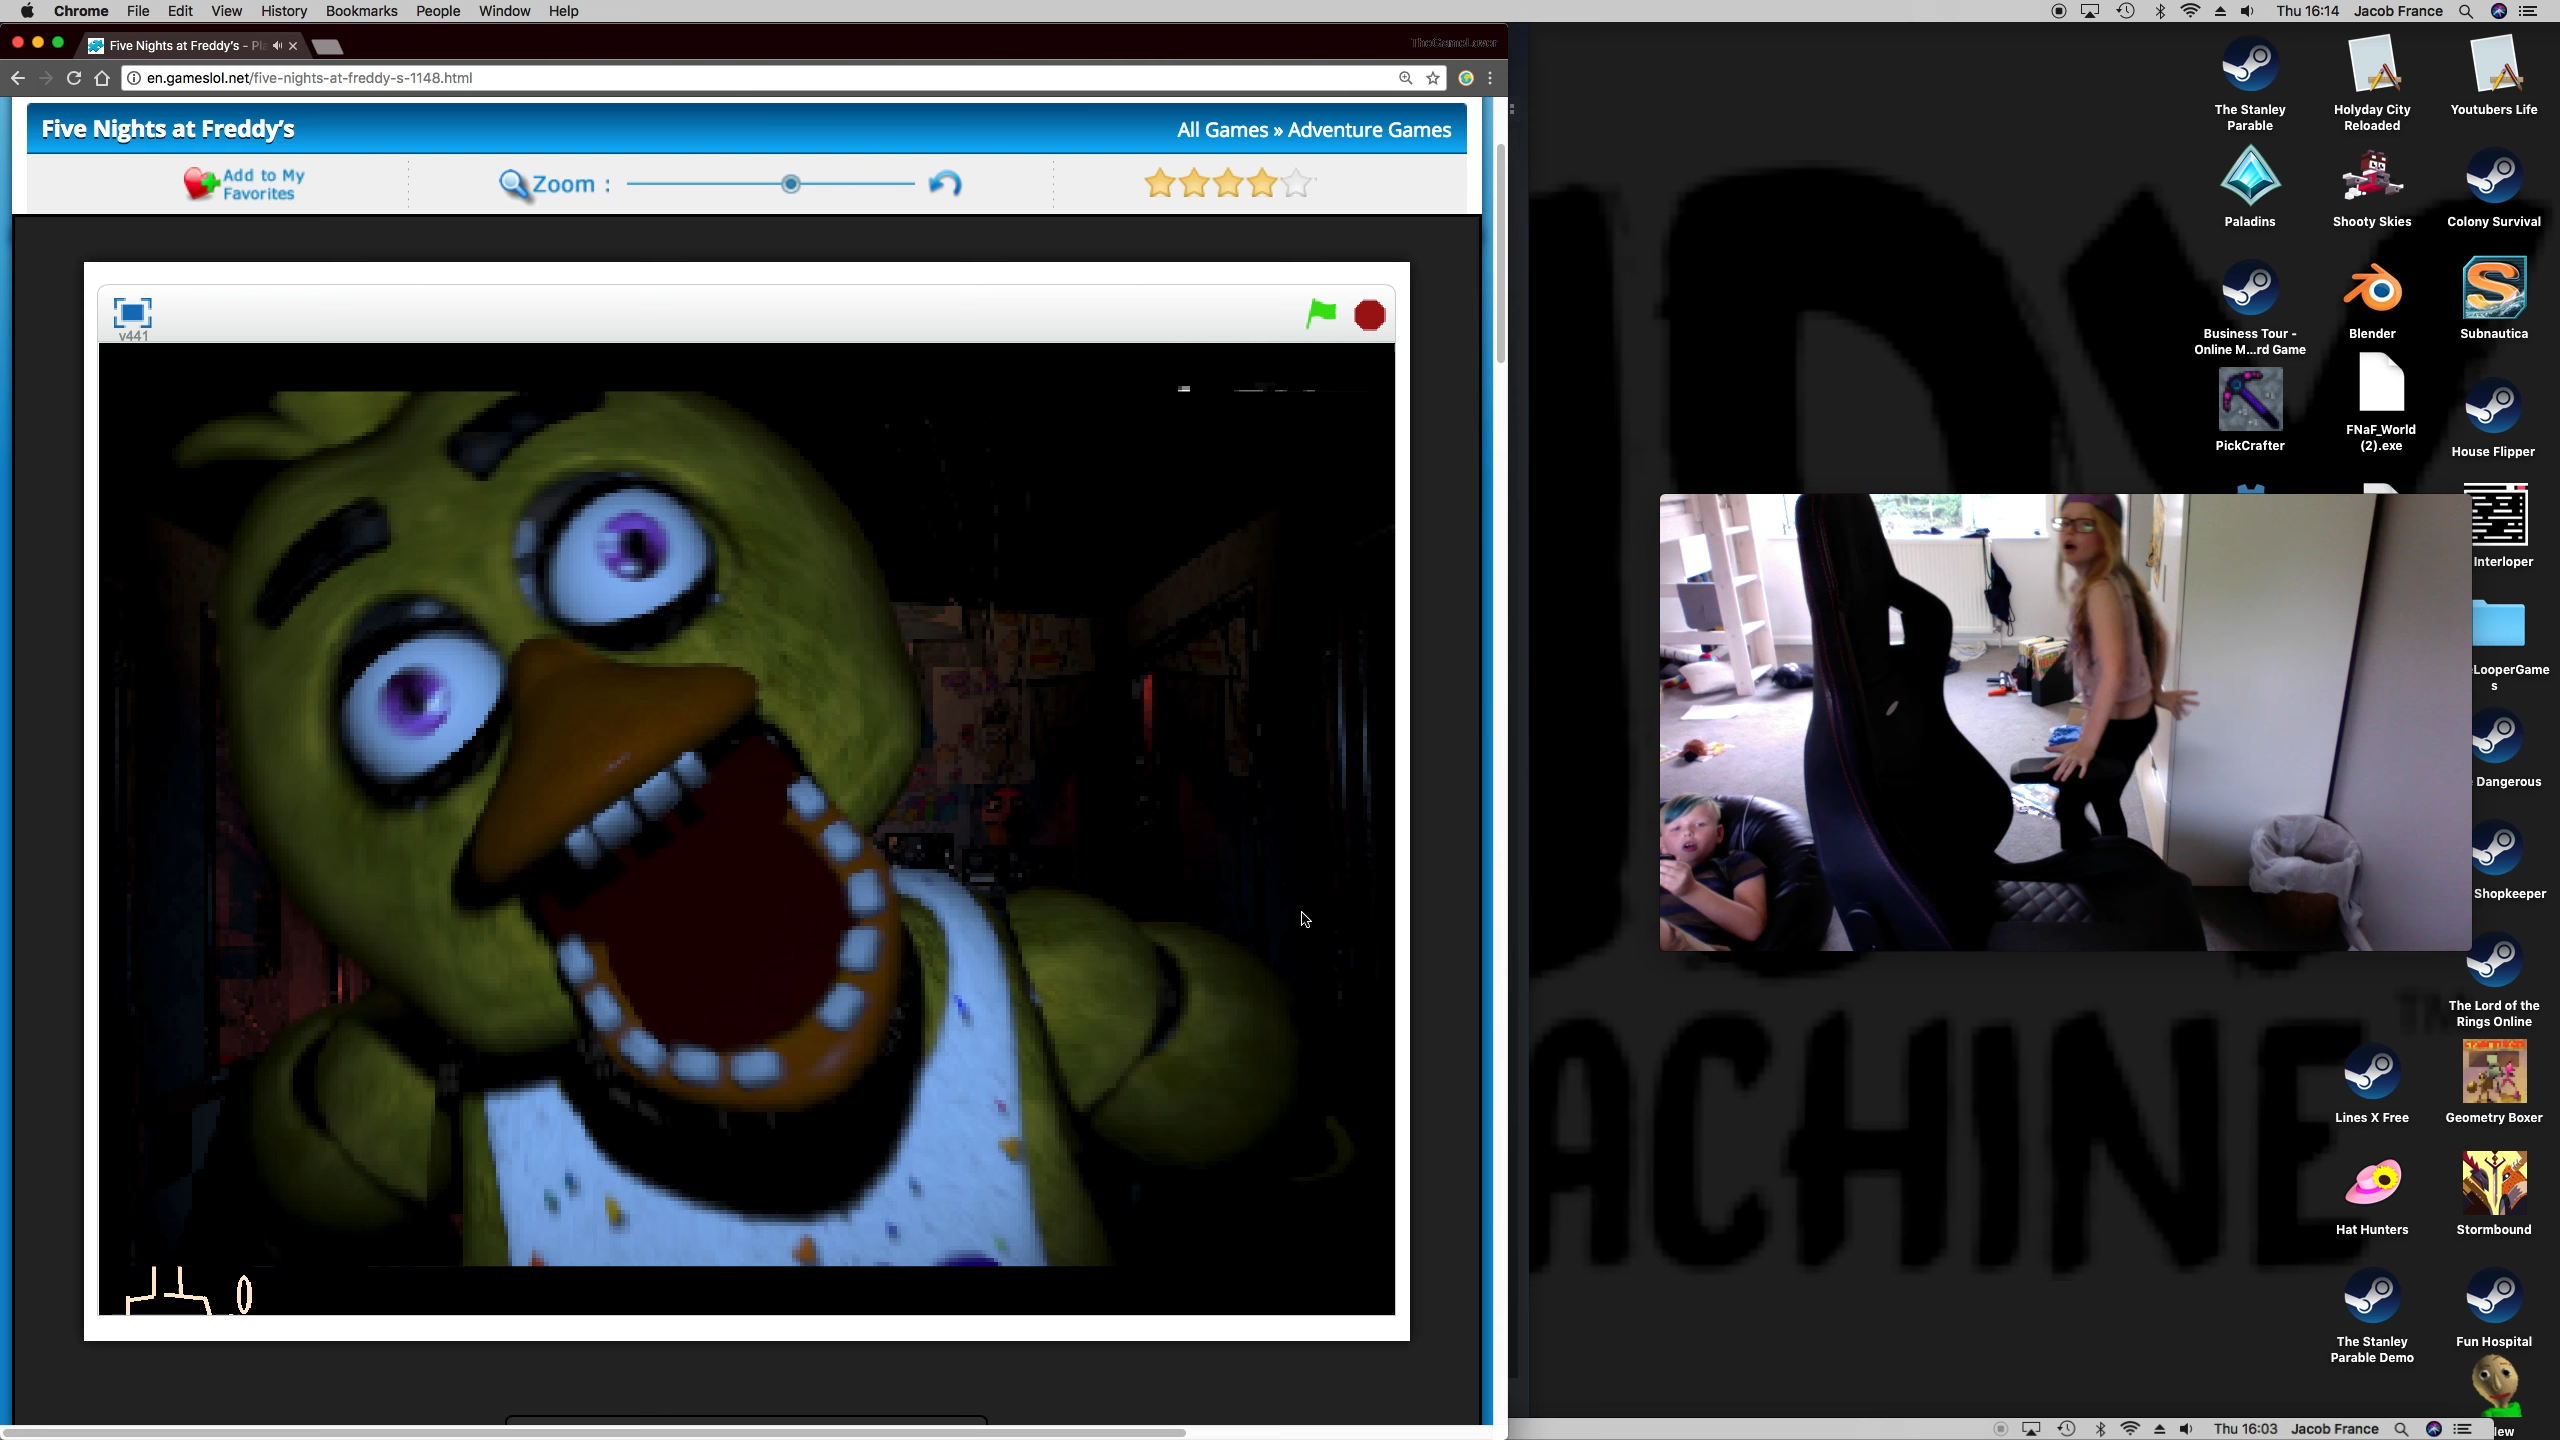 Chrome File Edit View History Bookmarks People Window Help
Thu 16:14 Jacob France
Five Nights at Freddy's - Pla
TheGameLover
en.gameslol.net/five-nights-at-freddy-s-1148.html
Five Nights at Freddy's
All Games » Adventure Games
Add to My
Favorites
Zoom :
v441
The Stanley
Parable
Holyday City
Reloaded
Youtubers Life
Paladins
Shooty Skies
Colony Survival
Business Tour -
Online M...rd Game
Blender
Subnautica
PickCrafter
FNaF_World
(2).exe
House Flipper
Interloper
LooperGame
s
Dangerous
Shopkeeper
The Lord of the
Rings Online
Lines X Free
Geometry Boxer
Hat Hunters
Stormbound
The Stanley
Parable Demo
Fun Hospital
ACHINE
TM
Thu 16:03 Jacob France
iew